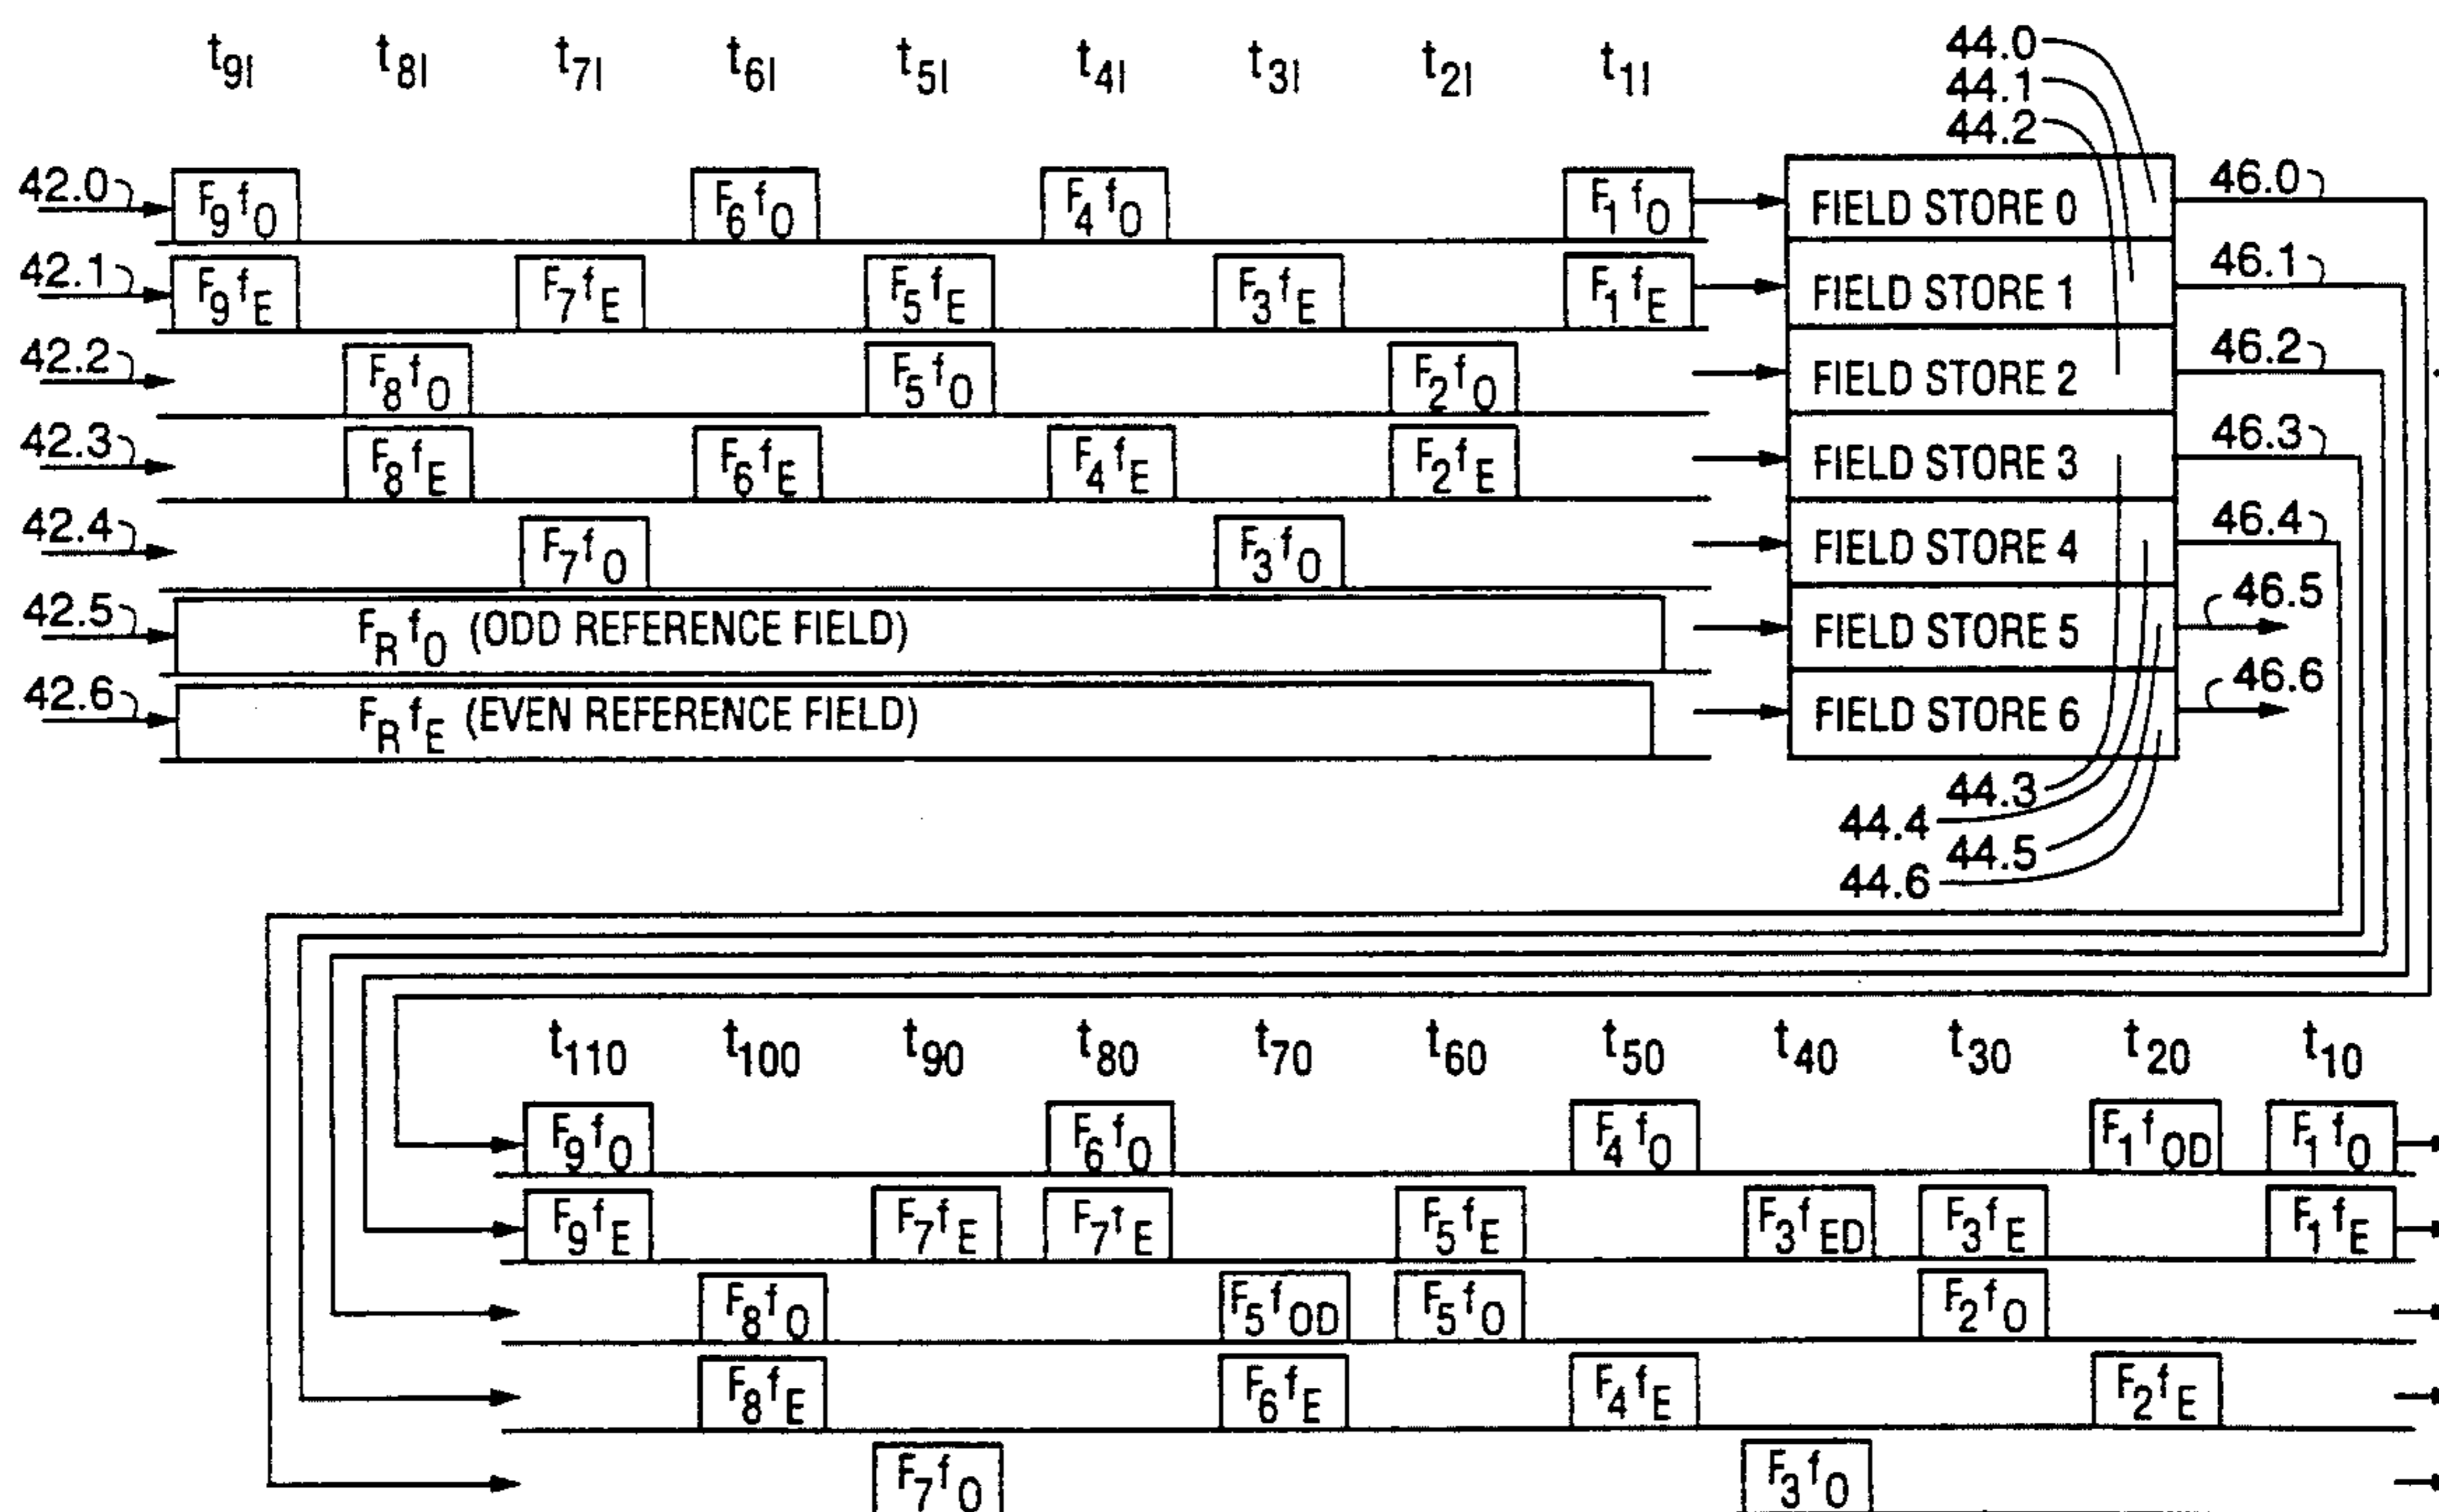 t9I t8I t7I t6I t5I t4I t3I t2I t1I
44.0
44.1
44.2
42.0 F9fO F6fO F4fO F1fO FIELD STORE 0 46.0
42.1 F9fE F7fE F5fE F3fE F1fE FIELD STORE 1 46.1
42.2 F8fO F5fO F2fO FIELD STORE 2 46.2
42.3 F8fE F6fE F4fE F2fE FIELD STORE 3 46.3
42.4 F7fO F3fO FIELD STORE 4 46.4
42.5 FRfO (ODD REFERENCE FIELD) FIELD STORE 5 46.5
42.6 FRfE (EVEN REFERENCE FIELD) FIELD STORE 6 46.6
44.3
44.4
44.5
44.6
t110 t100 t90 t80 t70 t60 t50 t40 t30 t20 t10
F9fO F6fO F4fO F1fOD F1fO
F9fE F7fE F7fE F5fE F3fED F3fE F1fE
F8fO F5fOD F5fO F2fO
F8fE F6fE F4fE F2fE
F7fO F3fO